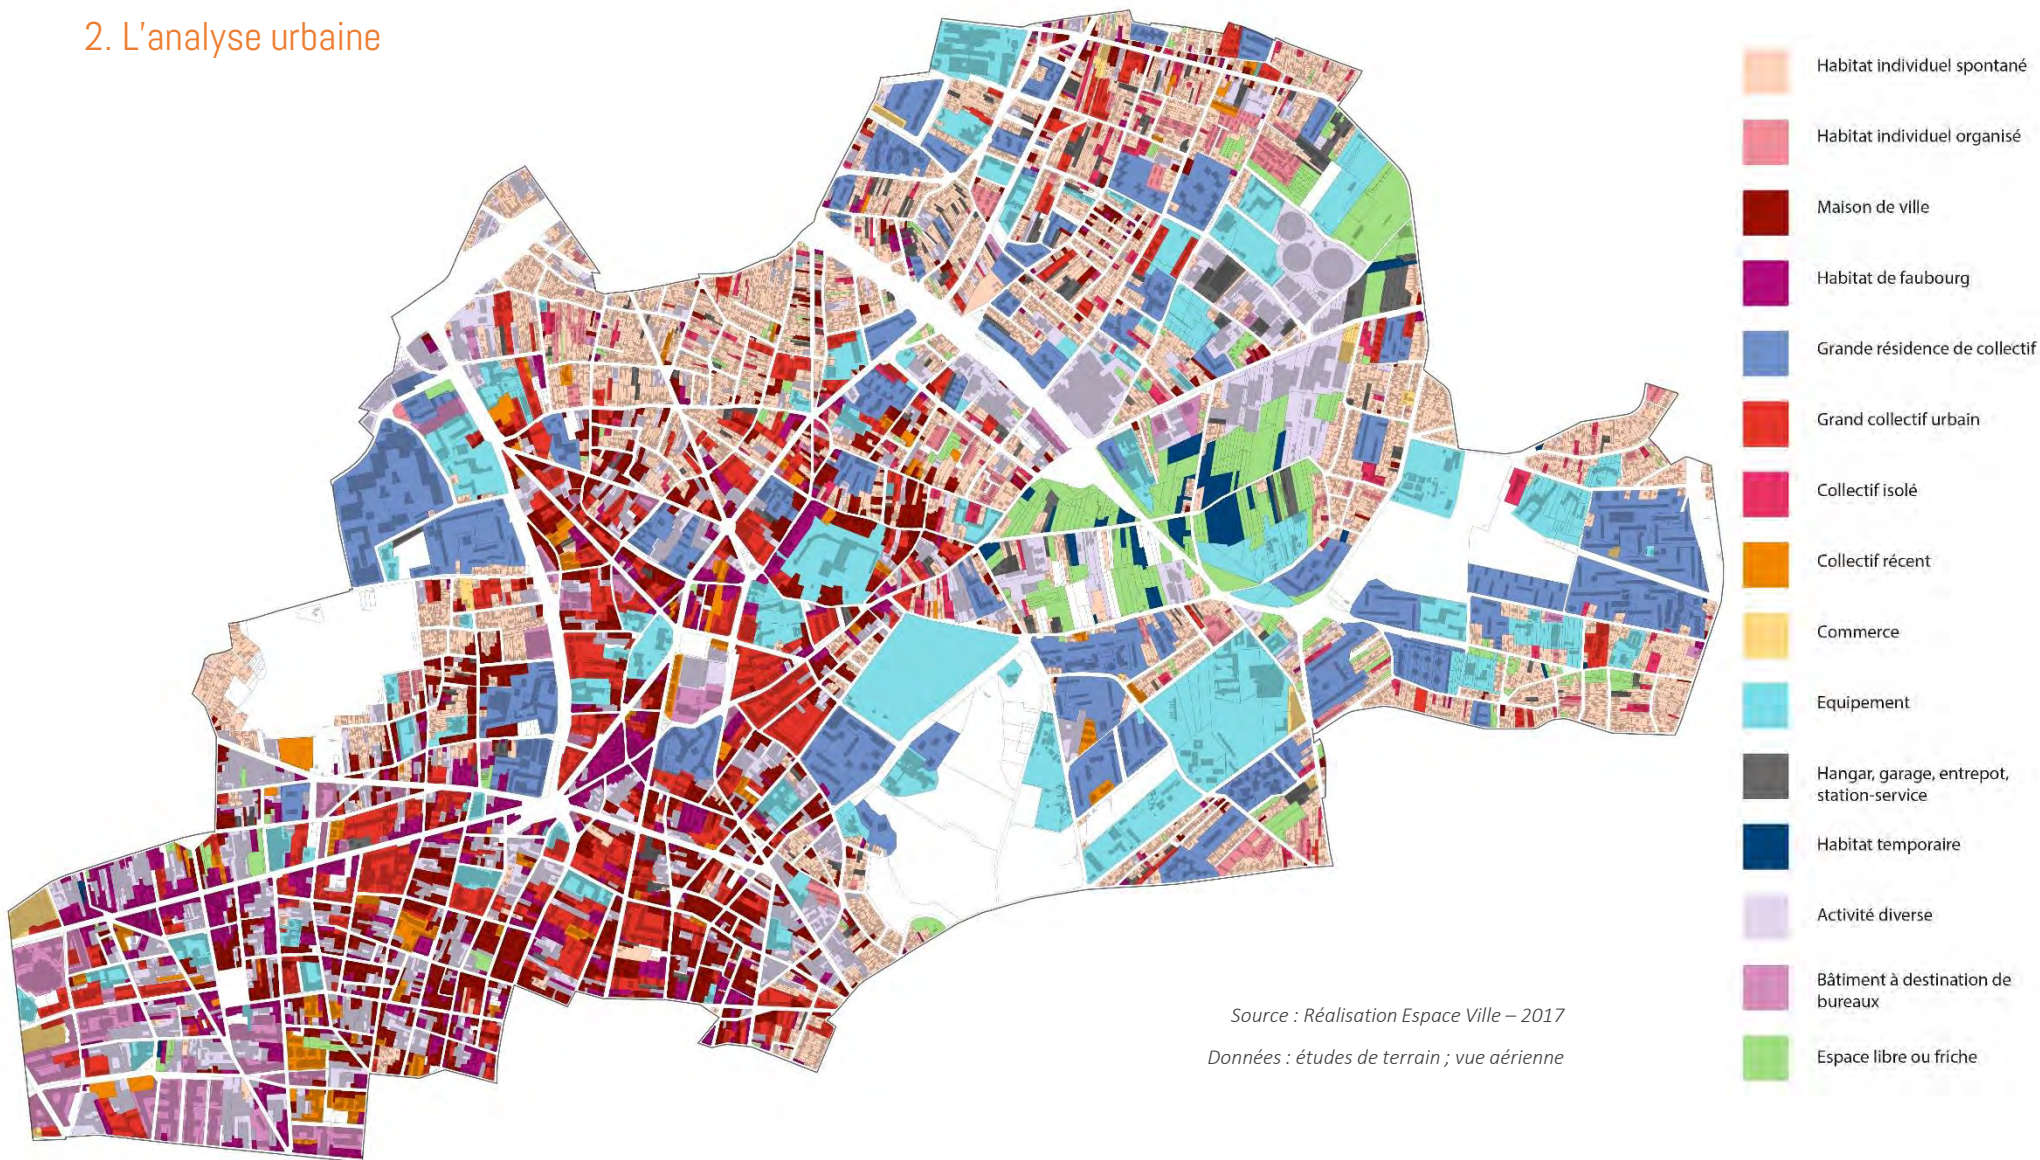 2. L'analyse urbaine
Habitat individuel spontané
Habitat individuel organisé
Maison de ville
Habitat de faubourg
Grande résidence de collectif
Grand collectif urbain
Collectif isolé
Collectif récent
Commerce
Equipement
Hangar, garage, entrepot,
station-service
Habitat temporaire
Activité diverse
Bâtiment à destination de
bureaux
Espace libre ou friche
Source : Réalisation Espace Ville – 2017
Données : études de terrain ; vue aérienne